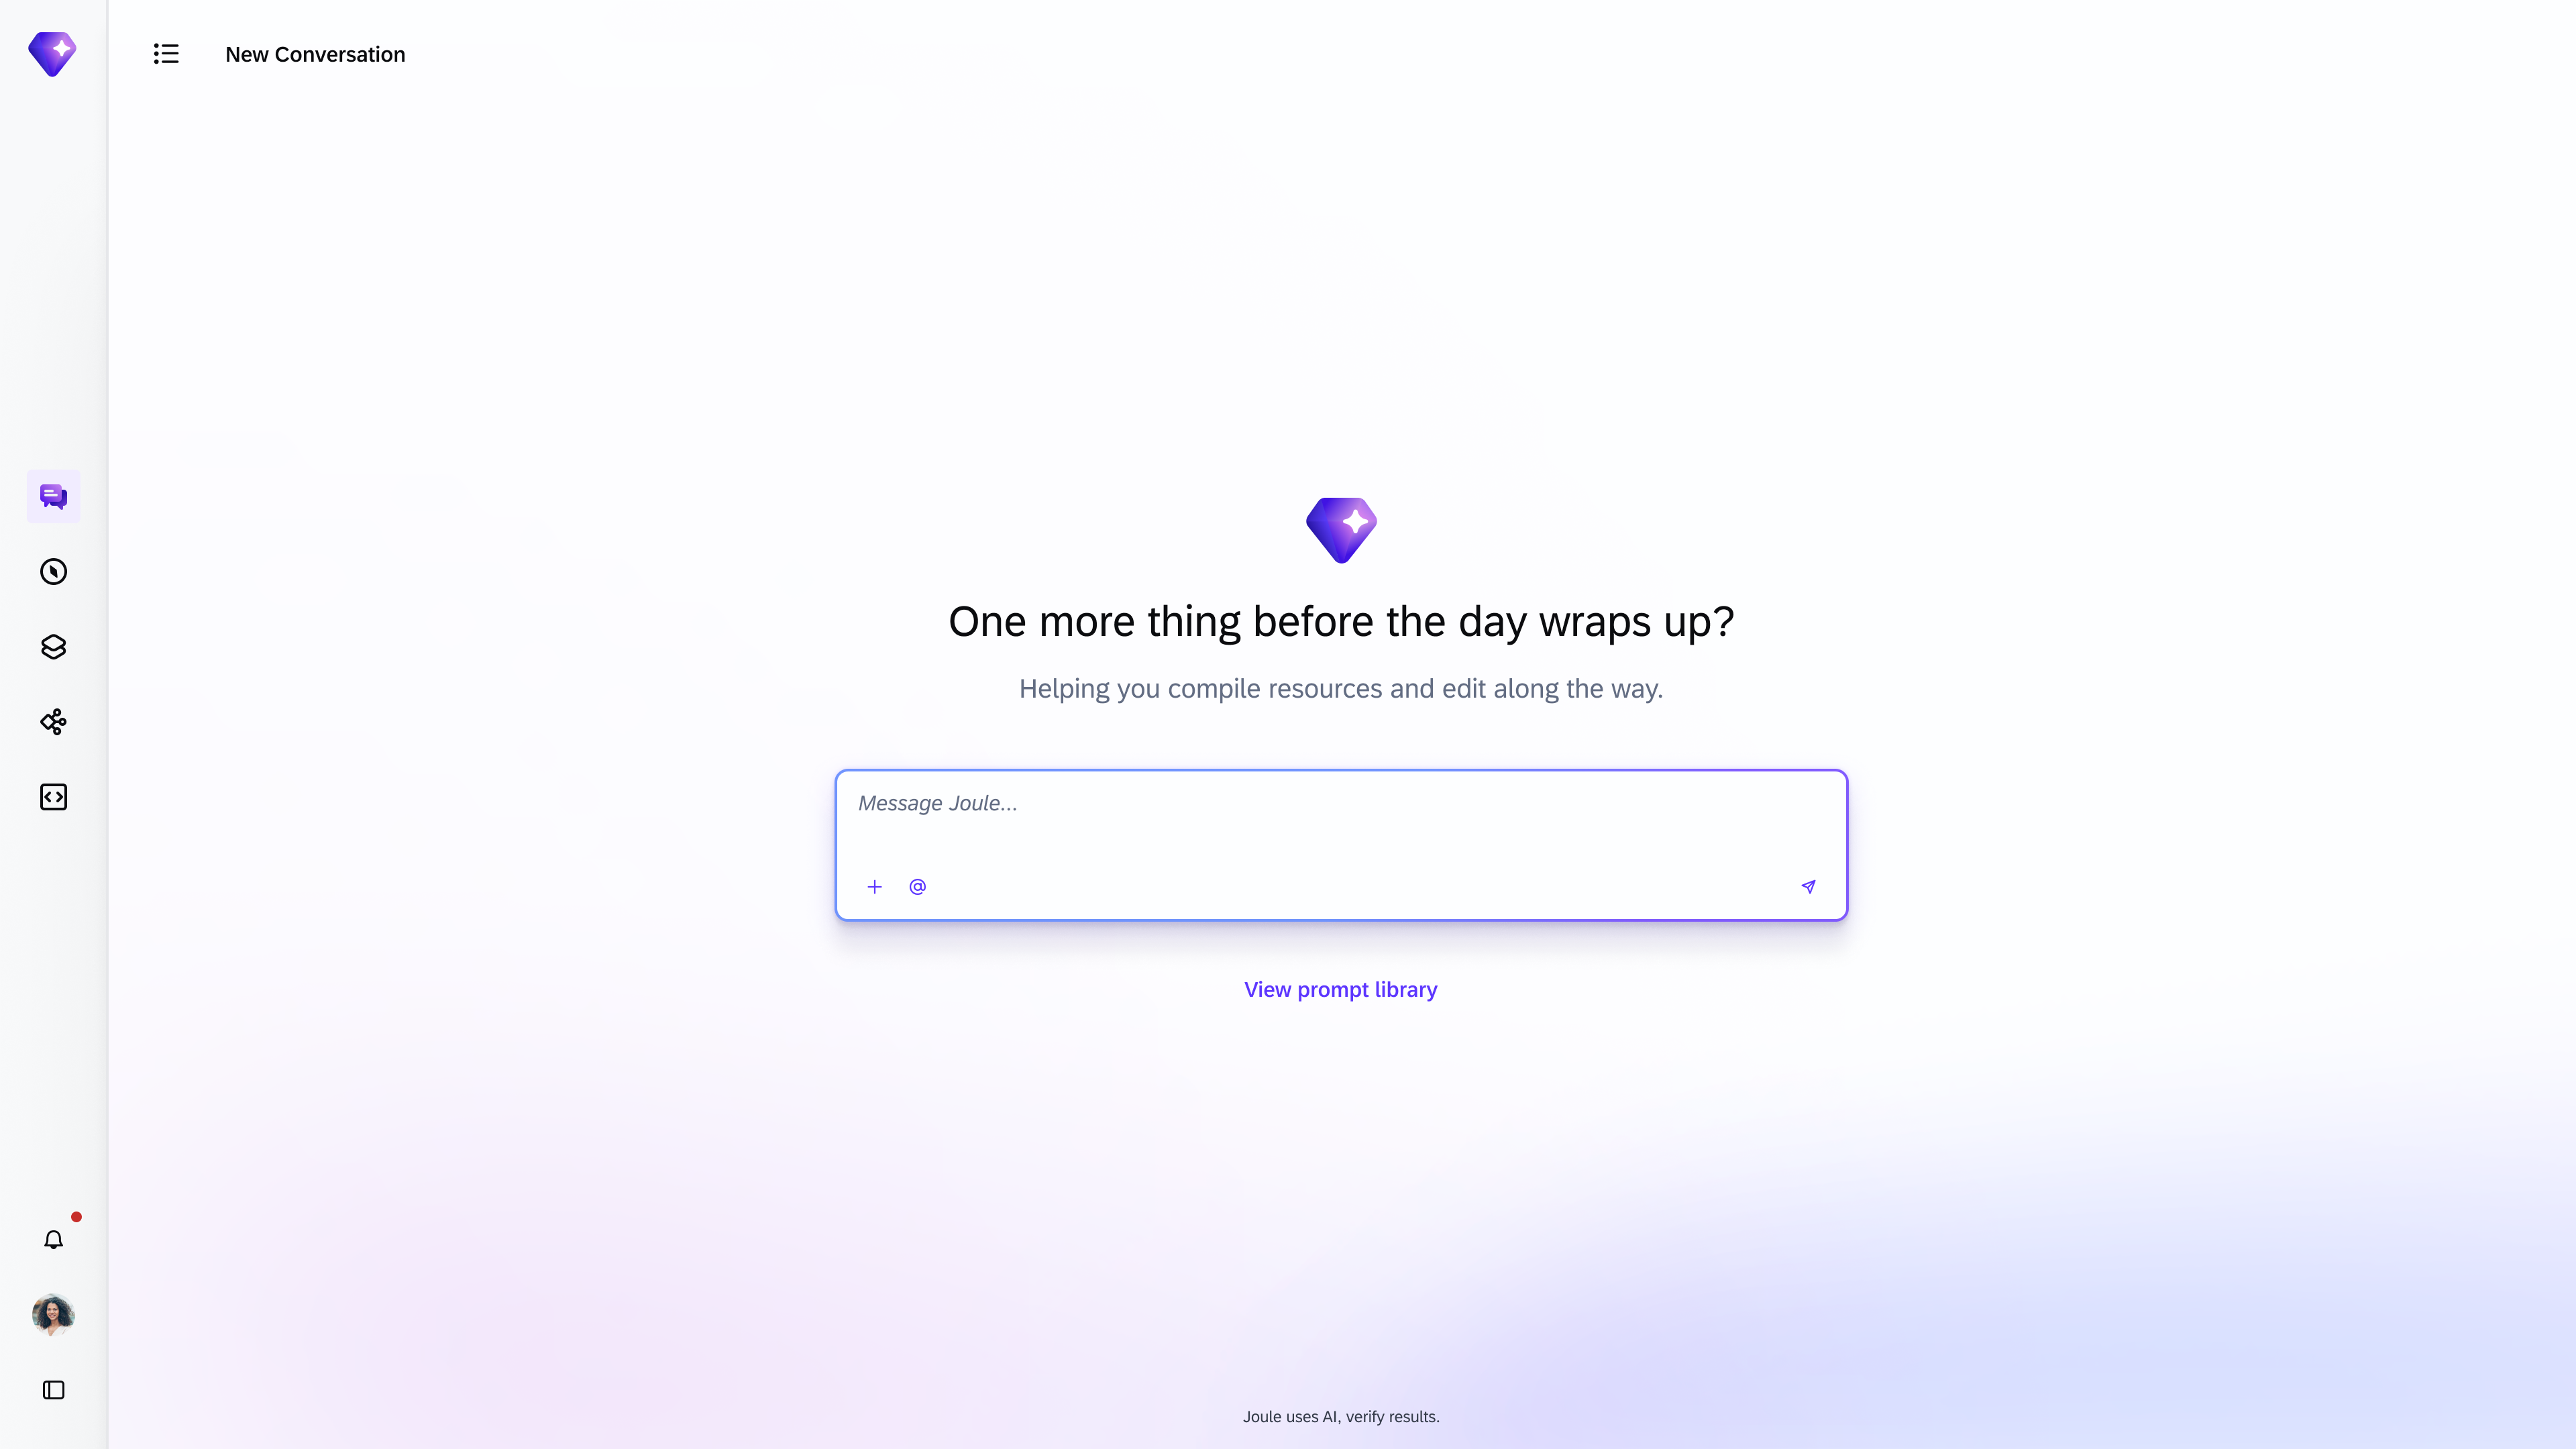 New Conversation
One more thing before the day wraps up?
Helping you compile resources and edit along the way.
Message Joule...
View prompt library
Joule uses AI, verify results.